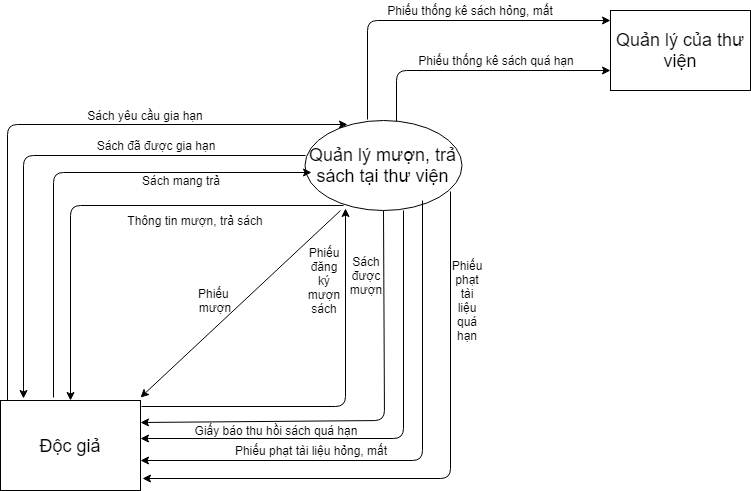 Phiếu thống kê sách hỏng, mất
Quản lý của thư
viện
Phiếu thống kê sách quá hạn
Sách yêu cầu gia hạn
Sách đã được gia hạn
Quản lý mượn, trả
sách tại thư viện
Sách mang trả
Thông tin mượn, trả sách
Phiếu
mượn
Phiếu
đăng
ký
mượn
sách
Sách
được
mượn
Phiếu
phạt
tài
liệu
quá
hạn
Độc giả
Giấy báo thu hồi sách quá hạn
Phiếu phạt tài liệu hỏng, mất